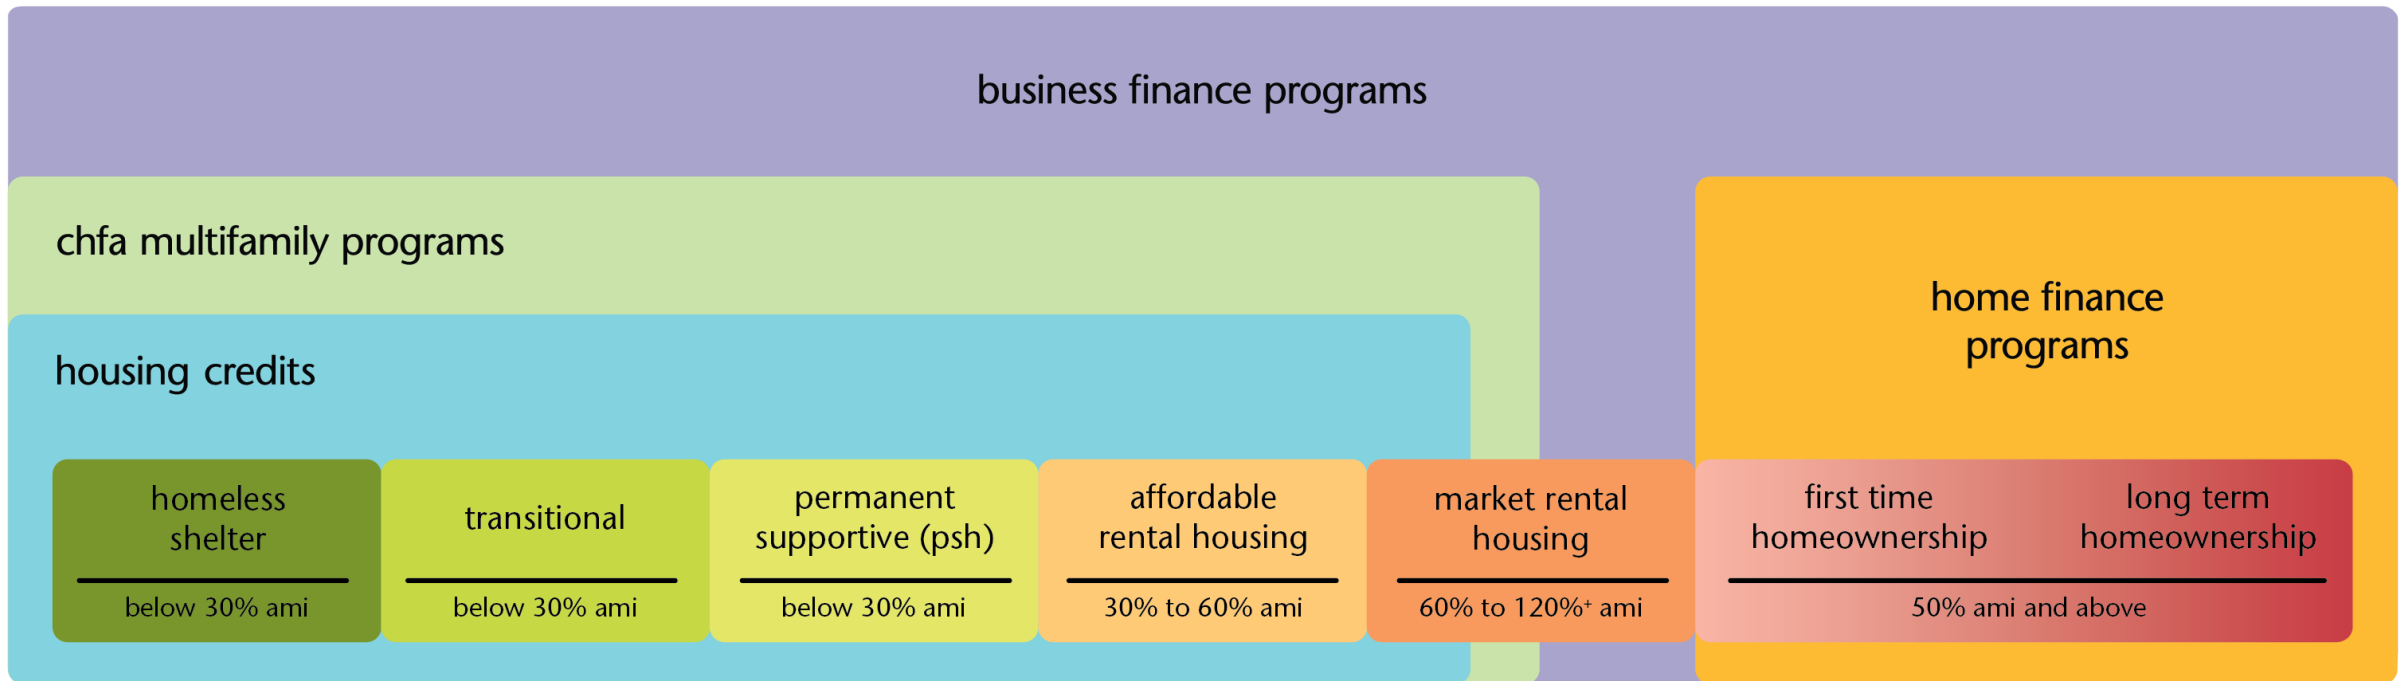 business finance programs
chfa multifamily programs
home finance
programs
housing credits
homeless
shelter
below 30% ami
transitional
below 30% ami
permanent
supportive (psh)
below 30% ami
affordable
rental housing
30% to 60% ami
market rental
housing
60% to 120%⁺ ami
first time
homeownership
long term
homeownership
50% ami and above